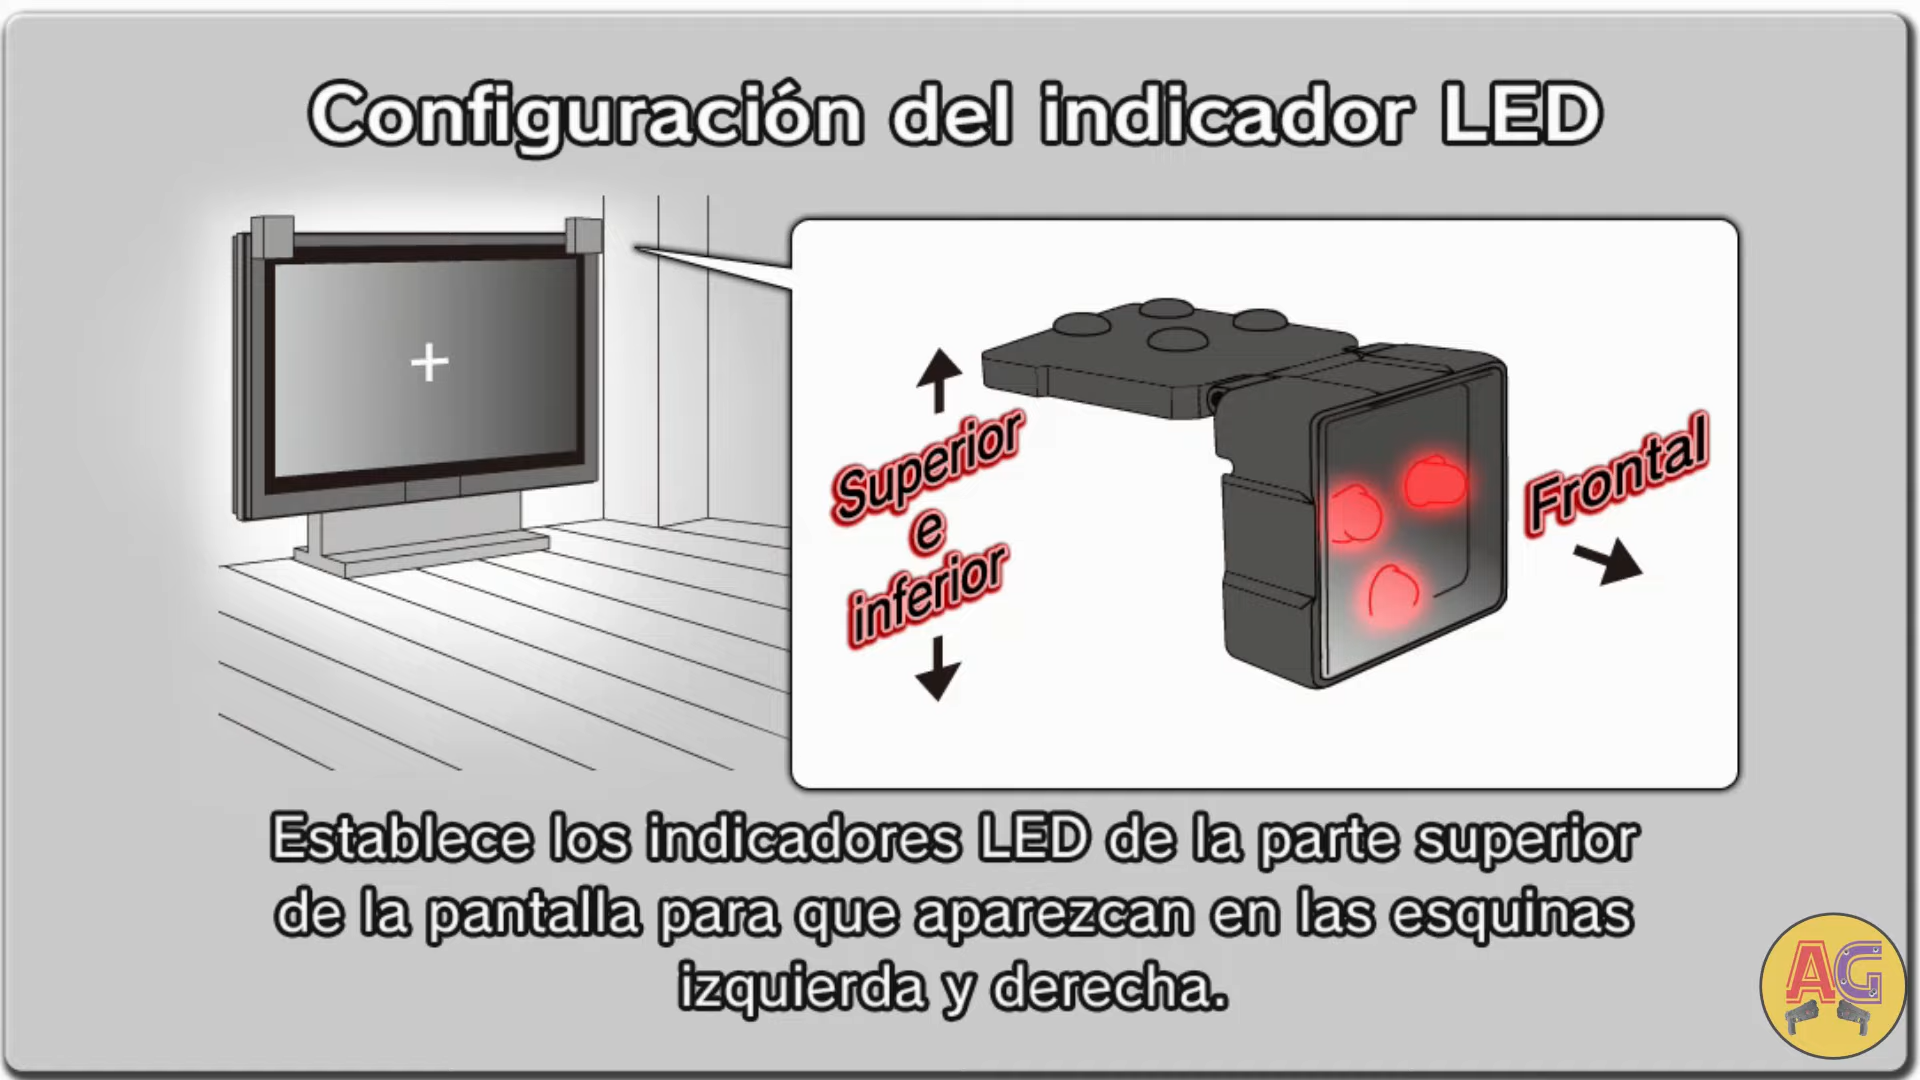 Configuración del indicador LED
Superior
e
inferior
Frontal
Establece los indicadores LED de la parte superior
de la pantalla para que aparezcan en las esquinas
izquierda y derecha.
AG